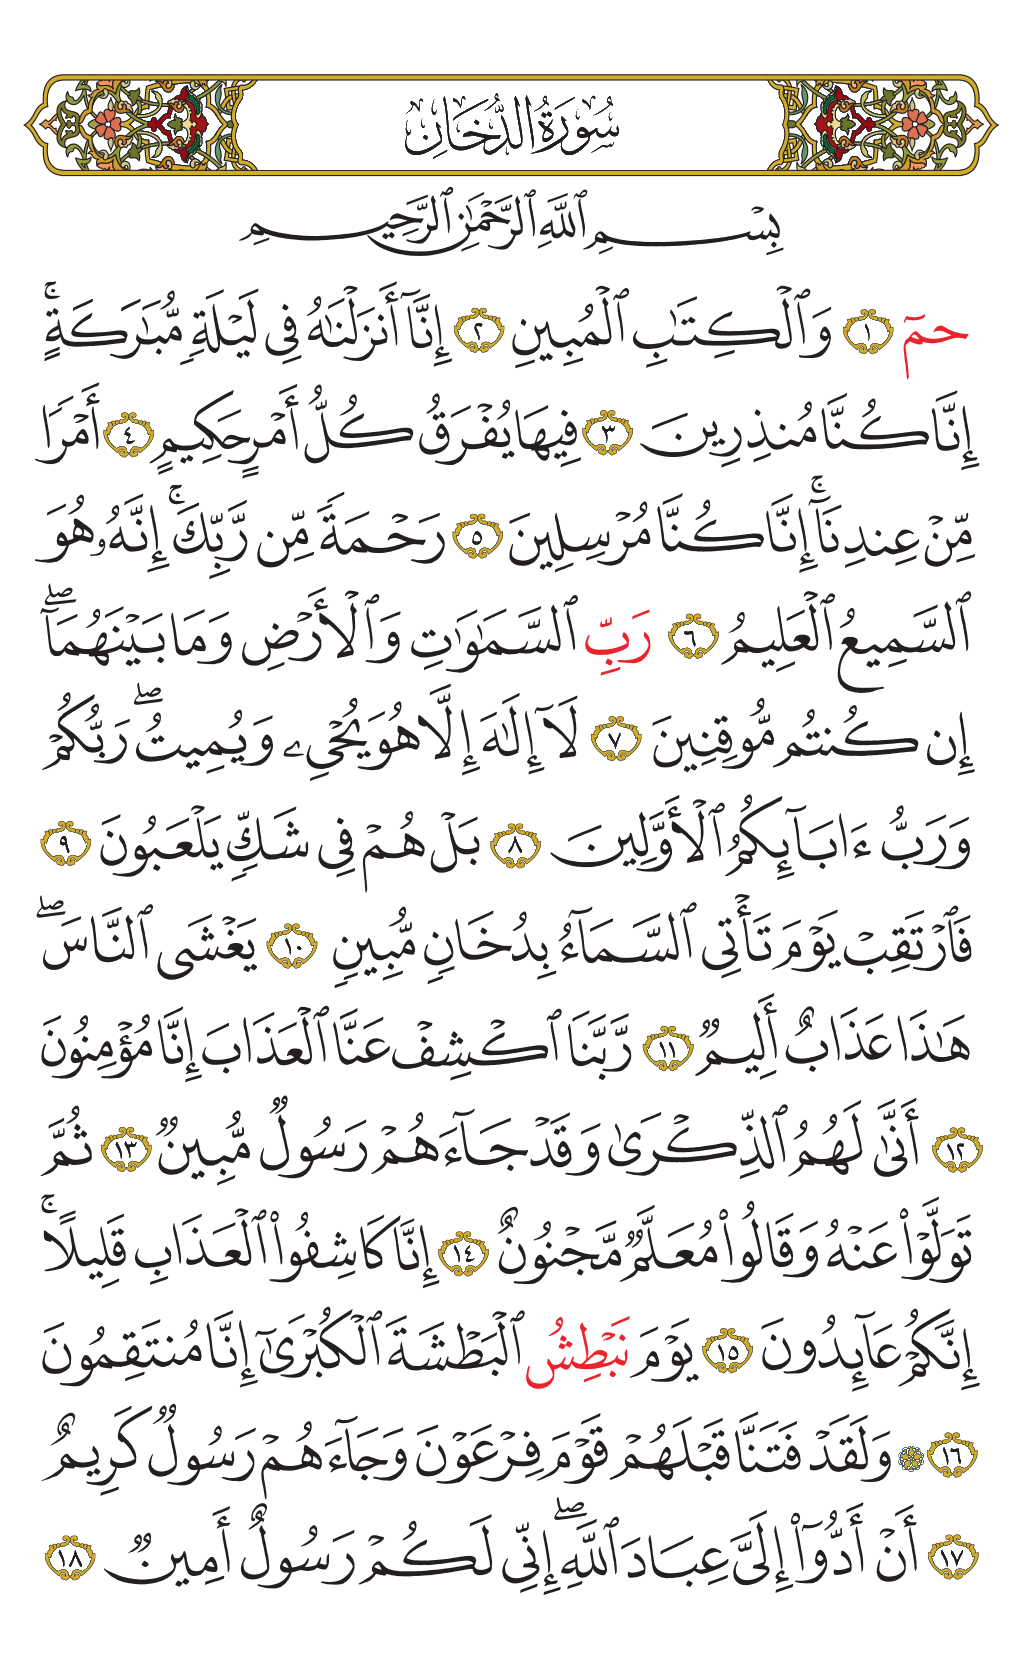 سُورَةُ الدُّخَانِ
بِسْمِ ٱللَّهِ ٱلرَّحْمَٰنِ ٱلرَّحِيمِ
حمٓ ١ وَٱلْكِتَٰبِ ٱلْمُبِينِ ٢ إِنَّآ أَنزَلْنَٰهُ فِى لَيْلَةٍ مُّبَٰرَكَةٍ ۚ
إِنَّا كُنَّا مُنذِرِينَ ٣ فِيهَا يُفْرَقُ كُلُّ أَمْرٍ حَكِيمٍ ٤ أَمْرًا
مِّنْ عِندِنَآ ۚ إِنَّا كُنَّا مُرْسِلِينَ ٥ رَحْمَةً مِّن رَّبِّكَ ۚ إِنَّهُۥ هُوَ
ٱلسَّمِيعُ ٱلْعَلِيمُ ٦ رَبِّ ٱلسَّمَٰوَٰتِ وَٱلْأَرْضِ وَمَا بَيْنَهُمَآ ۖ
إِن كُنتُم مُّوقِنِينَ ٧ لَآ إِلَٰهَ إِلَّا هُوَ يُحْىِۦ وَيُمِيتُ ۖ رَبُّكُمْ
وَرَبُّ ءَابَآئِكُمُ ٱلْأَوَّلِينَ ٨ بَلْ هُمْ فِى شَكٍّ يَلْعَبُونَ ٩
فَٱرْتَقِبْ يَوْمَ تَأْتِى ٱلسَّمَآءُ بِدُخَانٍ مُّبِينٍ ١٠ يَغْشَى ٱلنَّاسَ ۖ
هَٰذَا عَذَابٌ أَلِيمٌ ١١ رَّبَّنَا ٱكْشِفْ عَنَّا ٱلْعَذَابَ إِنَّا مُؤْمِنُونَ
١٢ أَنَّىٰ لَهُمُ ٱلذِّكْرَىٰ وَقَدْ جَآءَهُمْ رَسُولٌ مُّبِينٌ ١٣ ثُمَّ
تَوَلَّوْا۟ عَنْهُ وَقَالُوا۟ مُعَلَّمٌ مَّجْنُونٌ ١٤ إِنَّا كَاشِفُوا۟ ٱلْعَذَابِ قَلِيلًا ۚ
إِنَّكُمْ عَآئِدُونَ ١٥ يَوْمَ نَبْطِشُ ٱلْبَطْشَةَ ٱلْكُبْرَىٰٓ إِنَّا مُنتَقِمُونَ
١٦ ۞ وَلَقَدْ فَتَنَّا قَبْلَهُمْ قَوْمَ فِرْعَوْنَ وَجَآءَهُمْ رَسُولٌ كَرِيمٌ
١٧ أَنْ أَدُّوٓا۟ إِلَىَّ عِبَادَ ٱللَّهِ ۖ إِنِّى لَكُمْ رَسُولٌ أَمِينٌ ١٨